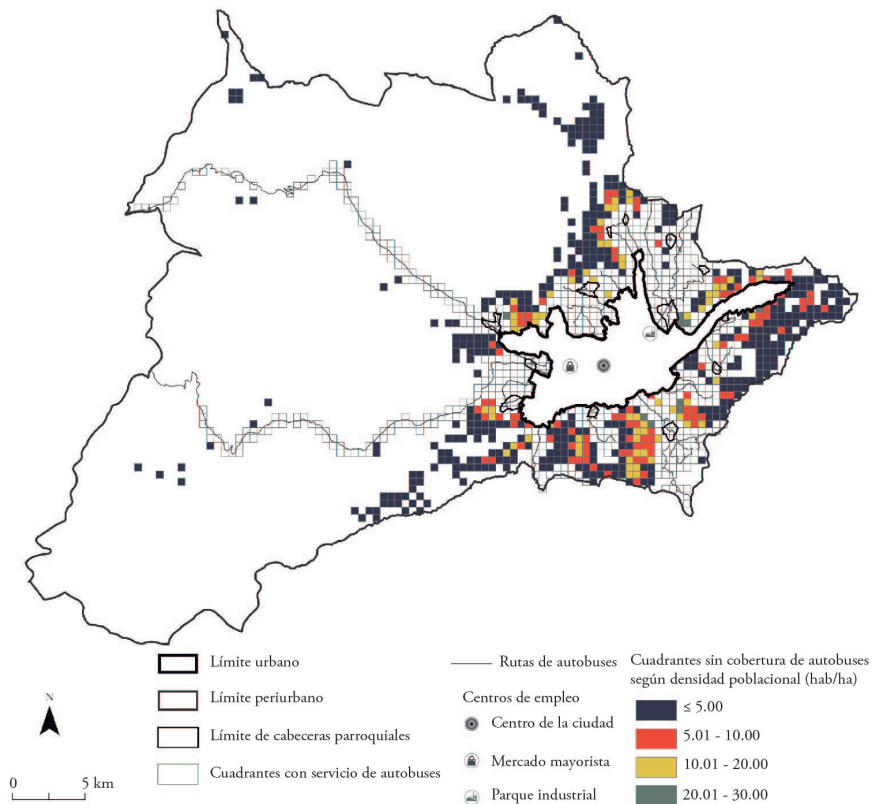 Límite urbano
Límite periurbano
Límite de cabeceras parroquiales
Cuadrantes con servicio de autobuses
Rutas de autobuses
Centros de empleo
Centro de la ciudad
Mercado mayorista
Parque industrial
Cuadrantes sin cobertura de autobuses
según densidad poblacional (hab/ha)
≤ 5.00
5.01 - 10.00
10.01 - 20.00
20.01 - 30.00
N
0 5 km